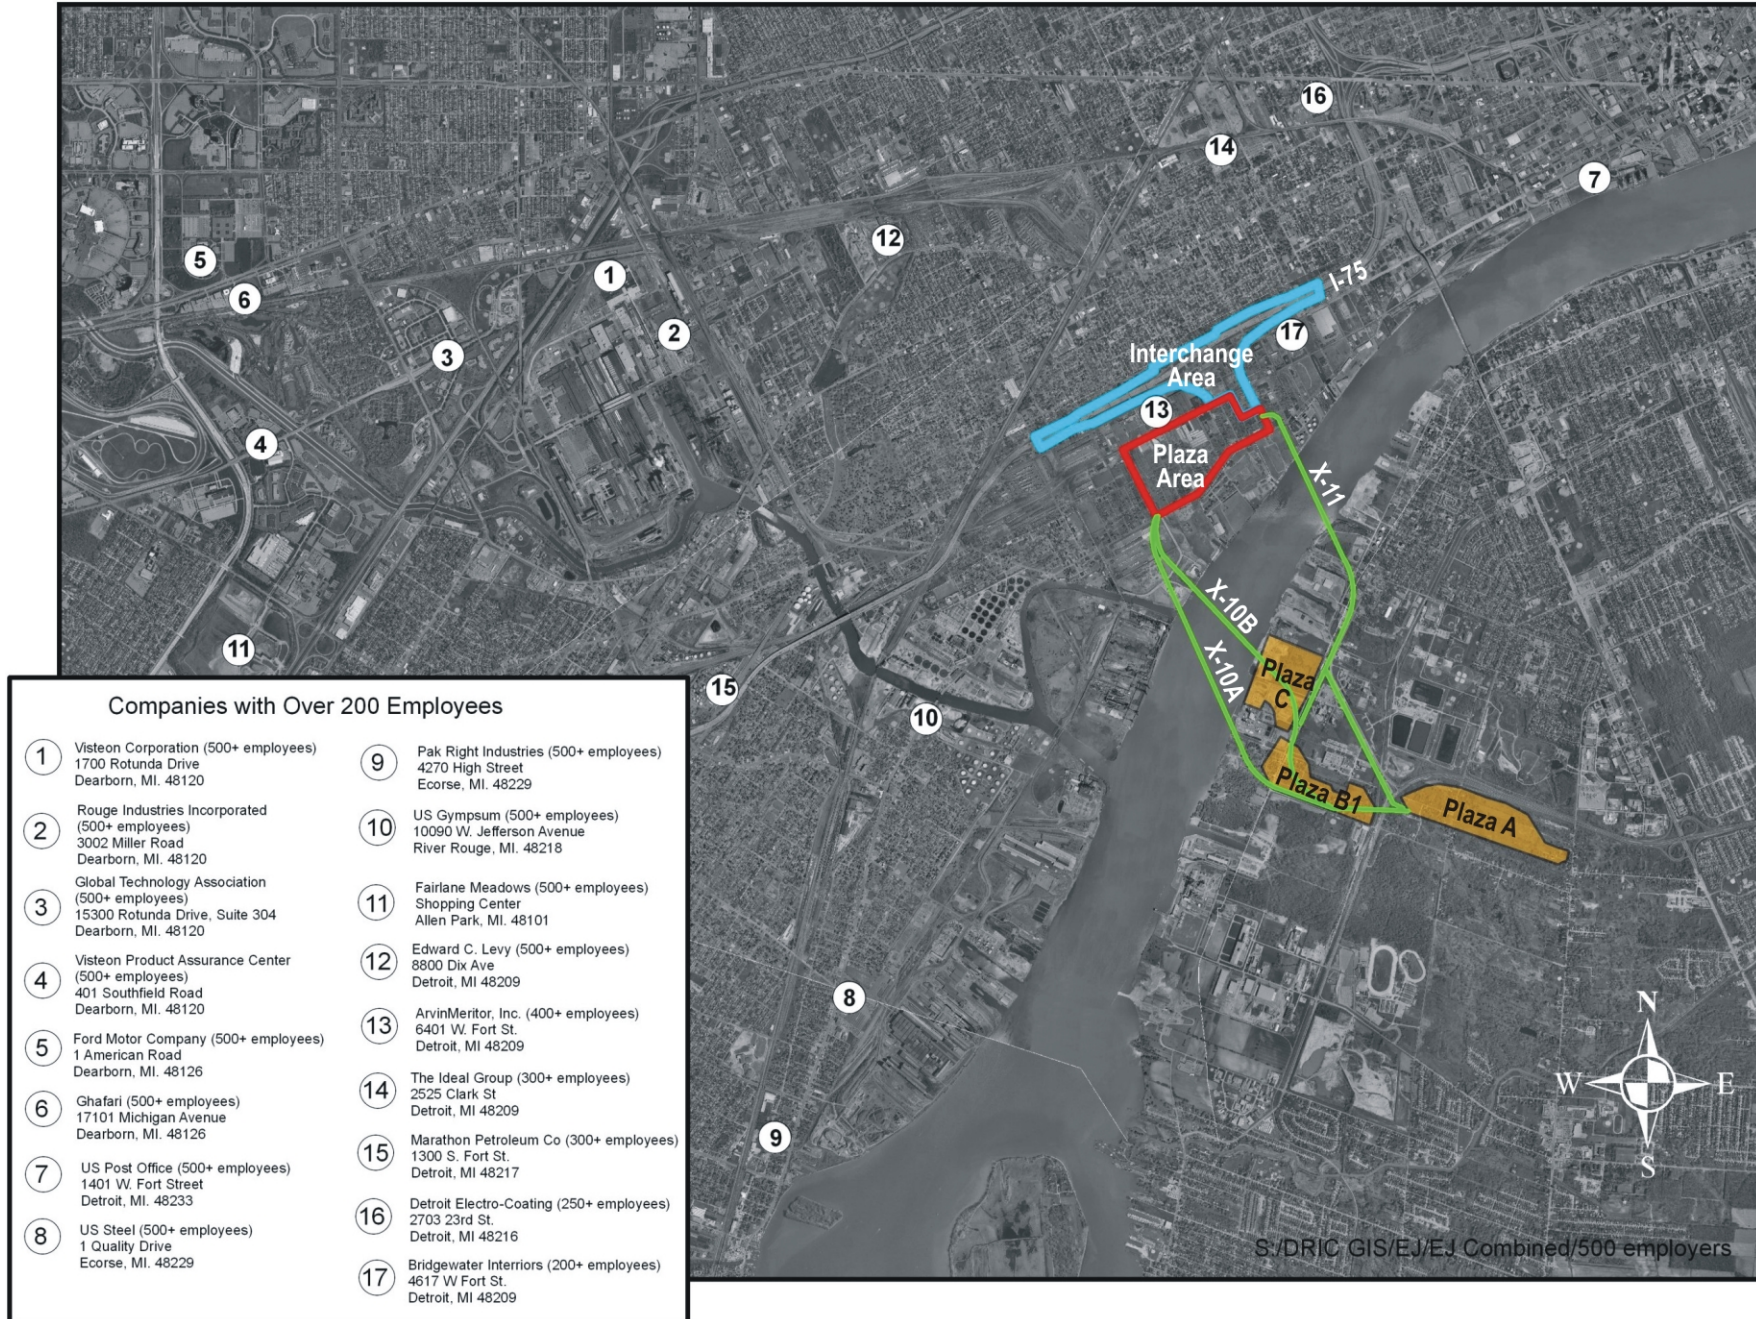 16
14
7
5
12
6
1
I-75
2
17
3
Interchange
Area
13
4
Plaza
Area
X-11
X-10B
11
X-10A
Plaza
C
15
10
Plaza B1
Plaza A
8
9
N
W
E
S
S:/DRIC GIS/EJ/EJ Combined/500 employers
Companies with Over 200 Employees
1
Visteon Corporation (500+ employees)
1700 Rotunda Drive
Dearborn, MI. 48120
2
Rouge Industries Incorporated
(500+ employees)
3002 Miller Road
Dearborn, MI. 48120
3
Global Technology Association
(500+ employees)
15300 Rotunda Drive, Suite 304
Dearborn, MI. 48120
4
Visteon Product Assurance Center
(500+ employees)
401 Southfield Road
Dearborn, MI. 48120
5
Ford Motor Company (500+ employees)
1 American Road
Dearborn, MI. 48126
6
Ghafari (500+ employees)
17101 Michigan Avenue
Dearborn, MI. 48126
7
US Post Office (500+ employees)
1401 W. Fort Street
Detroit, MI. 48233
8
US Steel (500+ employees)
1 Quality Drive
Ecorse, MI. 48229
9
Pak Right Industries (500+ employees)
4270 High Street
Ecorse, MI. 48229
10
US Gympsum (500+ employees)
10090 W. Jefferson Avenue
River Rouge, MI. 48218
11
Fairlane Meadows (500+ employees)
Shopping Center
Allen Park, MI. 48101
12
Edward C. Levy (500+ employees)
8800 Dix Ave
Detroit, MI 48209
13
ArvinMeritor, Inc. (400+ employees)
6401 W. Fort St.
Detroit, MI 48209
14
The Ideal Group (300+ employees)
2525 Clark St
Detroit, MI 48209
15
Marathon Petroleum Co (300+ employees)
1300 S. Fort St.
Detroit, MI 48217
16
Detroit Electro-Coating (250+ employees)
2703 23rd St.
Detroit, MI 48216
17
Bridgewater Interiors (200+ employees)
4617 W Fort St.
Detroit, MI 48209